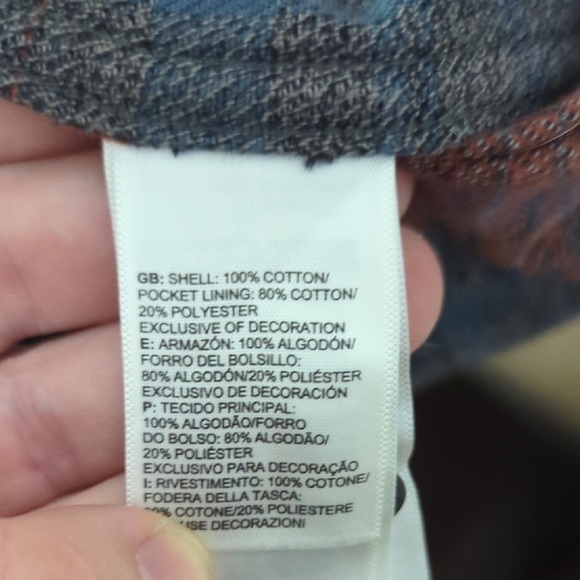 GB: SHELL: 100% COTTON/
POCKET LINING: 80% COTTON/
20% POLYESTER
EXCLUSIVE OF DECORATION
E: ARMAZÓN: 100% ALGODÓN/
FORRO DEL BOLSILLO:
80% ALGODÓN/20% POLIÉSTER
EXCLUSIVO DE DECORACIÓN
P: TECIDO PRINCIPAL:
100% ALGODÃO/FORRO
DO BOLSO: 80% ALGODÃO/
20% POLIÉSTER
EXCLUSIVO PARA DECORAÇÃO
I: RIVESTIMENTO: 100% COTONE/
FODERA DELLA TASCA:
COTONE/20% POLIESTERE
DECORAZIONI